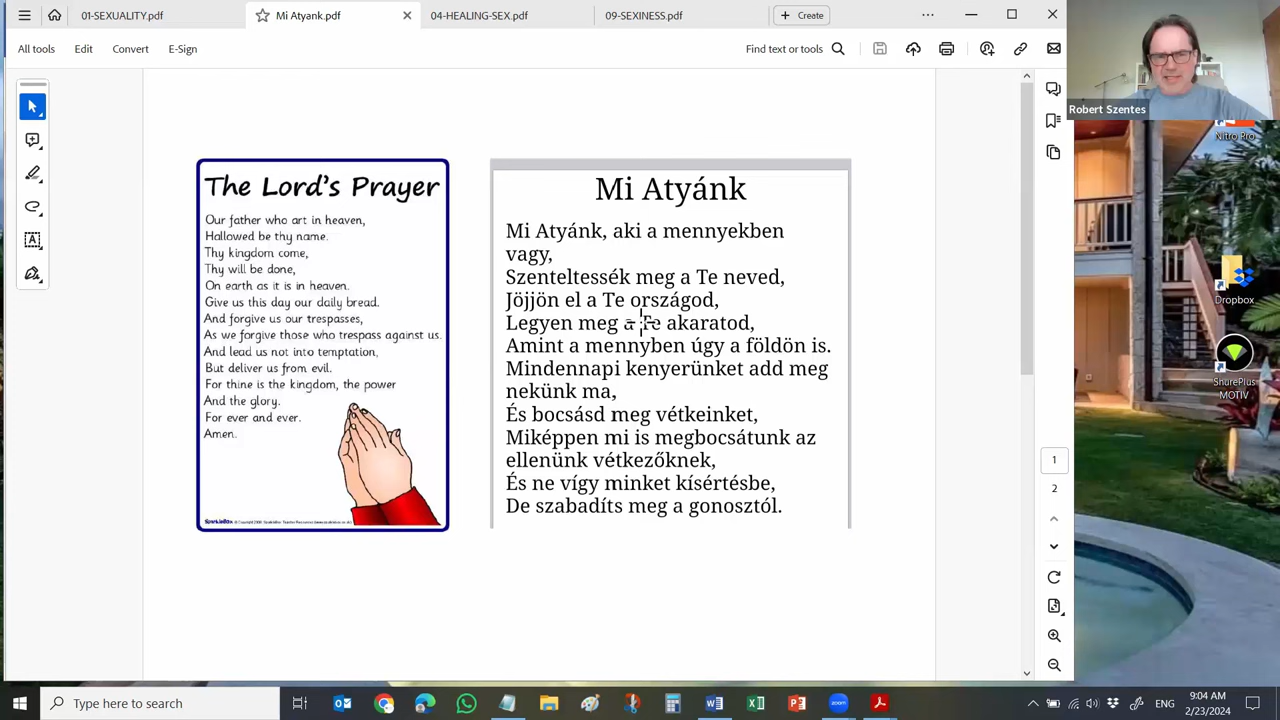 01-SEXUALITY.pdf
Mi Atyank.pdf
04-HEALING-SEX.pdf
09-SEXINESS.pdf
Create
All tools
Edit
Convert
E-Sign
Find text or tools
Robert Szentes
Nitro Pro
Dropbox
ShurePlus
MOTIV
The Lord's Prayer
Our father who art in heaven,
Hallowed be thy name.
Thy kingdom come,
Thy will be done,
On earth as it is in heaven.
Give us this day our daily bread.
And forgive us our trespasses,
As we forgive those who trespass against us.
And lead us not into temptation,
But deliver us from evil.
For thine is the kingdom, the power
And the glory.
For ever and ever.
Amen.
SparkleBox
Mi Atyánk
Mi Atyánk, aki a mennyekben
vagy,
Szenteltessék meg a Te neved,
Jöjjön el a Te országod,
Legyen meg a Te akaratod,
Amint a mennyben úgy a földön is.
Mindennapi kenyerünket add meg
nekünk ma,
És bocsásd meg vétkeinket,
Miképpen mi is megbocsátunk az
ellenünk vétkezőknek,
És ne vígy minket kísértésbe,
De szabadíts meg a gonosztól.
1
2
Type here to search
zoom
ENG
9:04 AM
2/23/2024